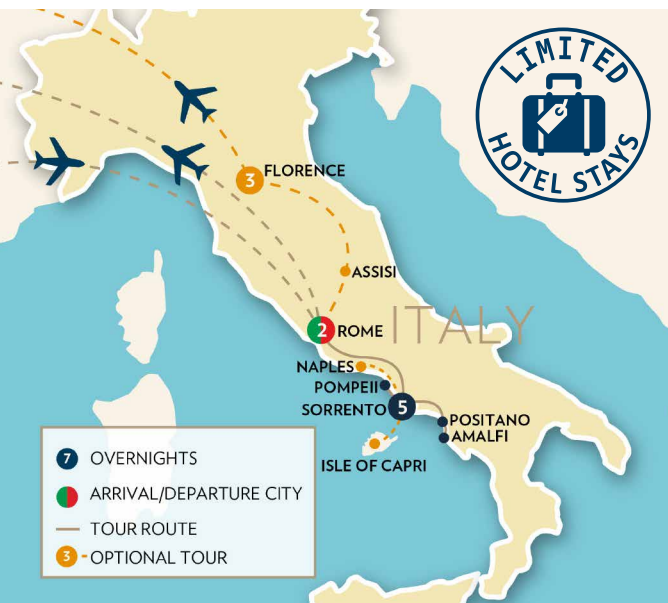 LIMITED
HOTEL STAYS
3 FLORENCE
ASSISI
ITALY
2 ROME
NAPLES
POMPEII
SORRENTO 5
POSITANO
AMALFI
ISLE OF CAPRI
7 OVERNIGHTS
ARRIVAL/DEPARTURE CITY
TOUR ROUTE
3 OPTIONAL TOUR